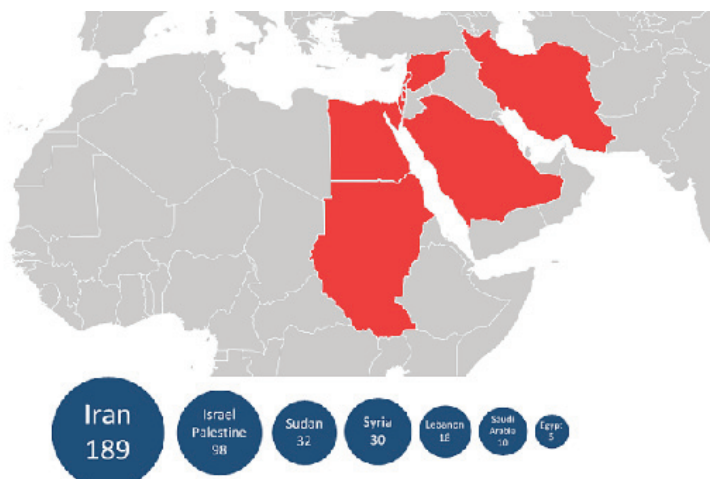 Iran
189
Israel
Palestine
98
Sudan
32
Syria
30
Lebanon
18
Saudi
Arabia
10
Egypt
5